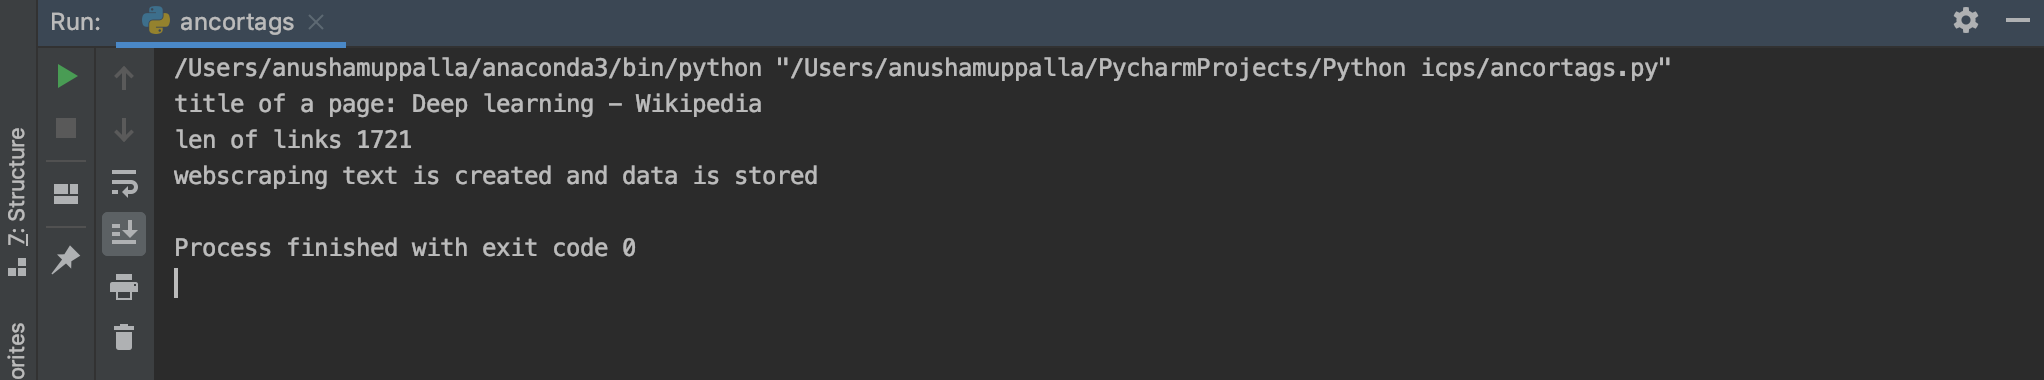 Run: ancortags
/Users/anushamuppalla/anaconda3/bin/python "/Users/anushamuppalla/PycharmProjects/Python icps/ancortags.py"
title of a page: Deep learning - Wikipedia
len of links 1721
webscraping text is created and data is stored
Process finished with exit code 0
Z: Structure
orites